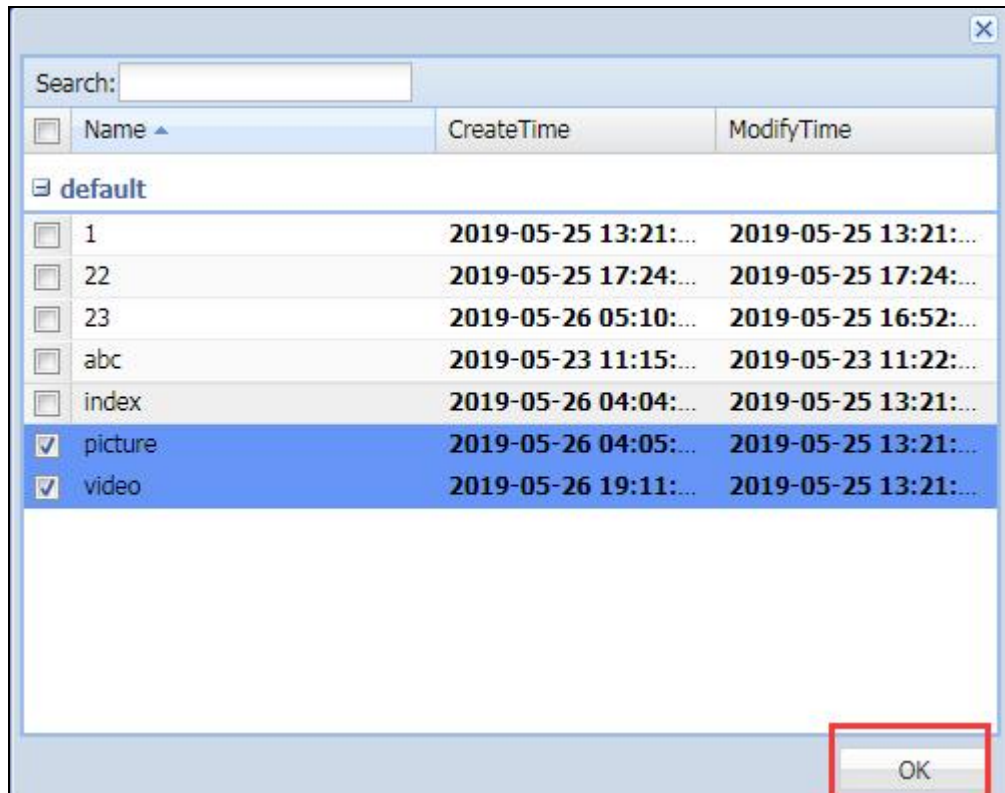 Search:
Name CreateTime ModifyTime
default
1 2019-05-25 13:21:... 2019-05-25 13:21:...
22 2019-05-25 17:24:... 2019-05-25 17:24:...
23 2019-05-26 05:10:... 2019-05-25 16:52:...
abc 2019-05-23 11:15:... 2019-05-23 11:22:...
index 2019-05-26 04:04:... 2019-05-25 13:21:...
picture 2019-05-26 04:05:... 2019-05-25 13:21:...
video 2019-05-26 19:11:... 2019-05-25 13:21:...
OK